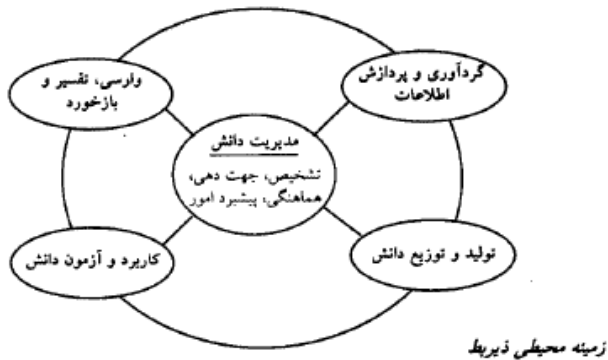 گردآوری و پردازش
اطلاعات
وارسی، تفسیر و
بازخورد
مدیریت دانش
تشخیص، جهت دهی،
هماهنگی، پیشبرد امور
تولید و توزیع دانش
کاربرد و آزمون دانش
زمینه محیطی ذیربط